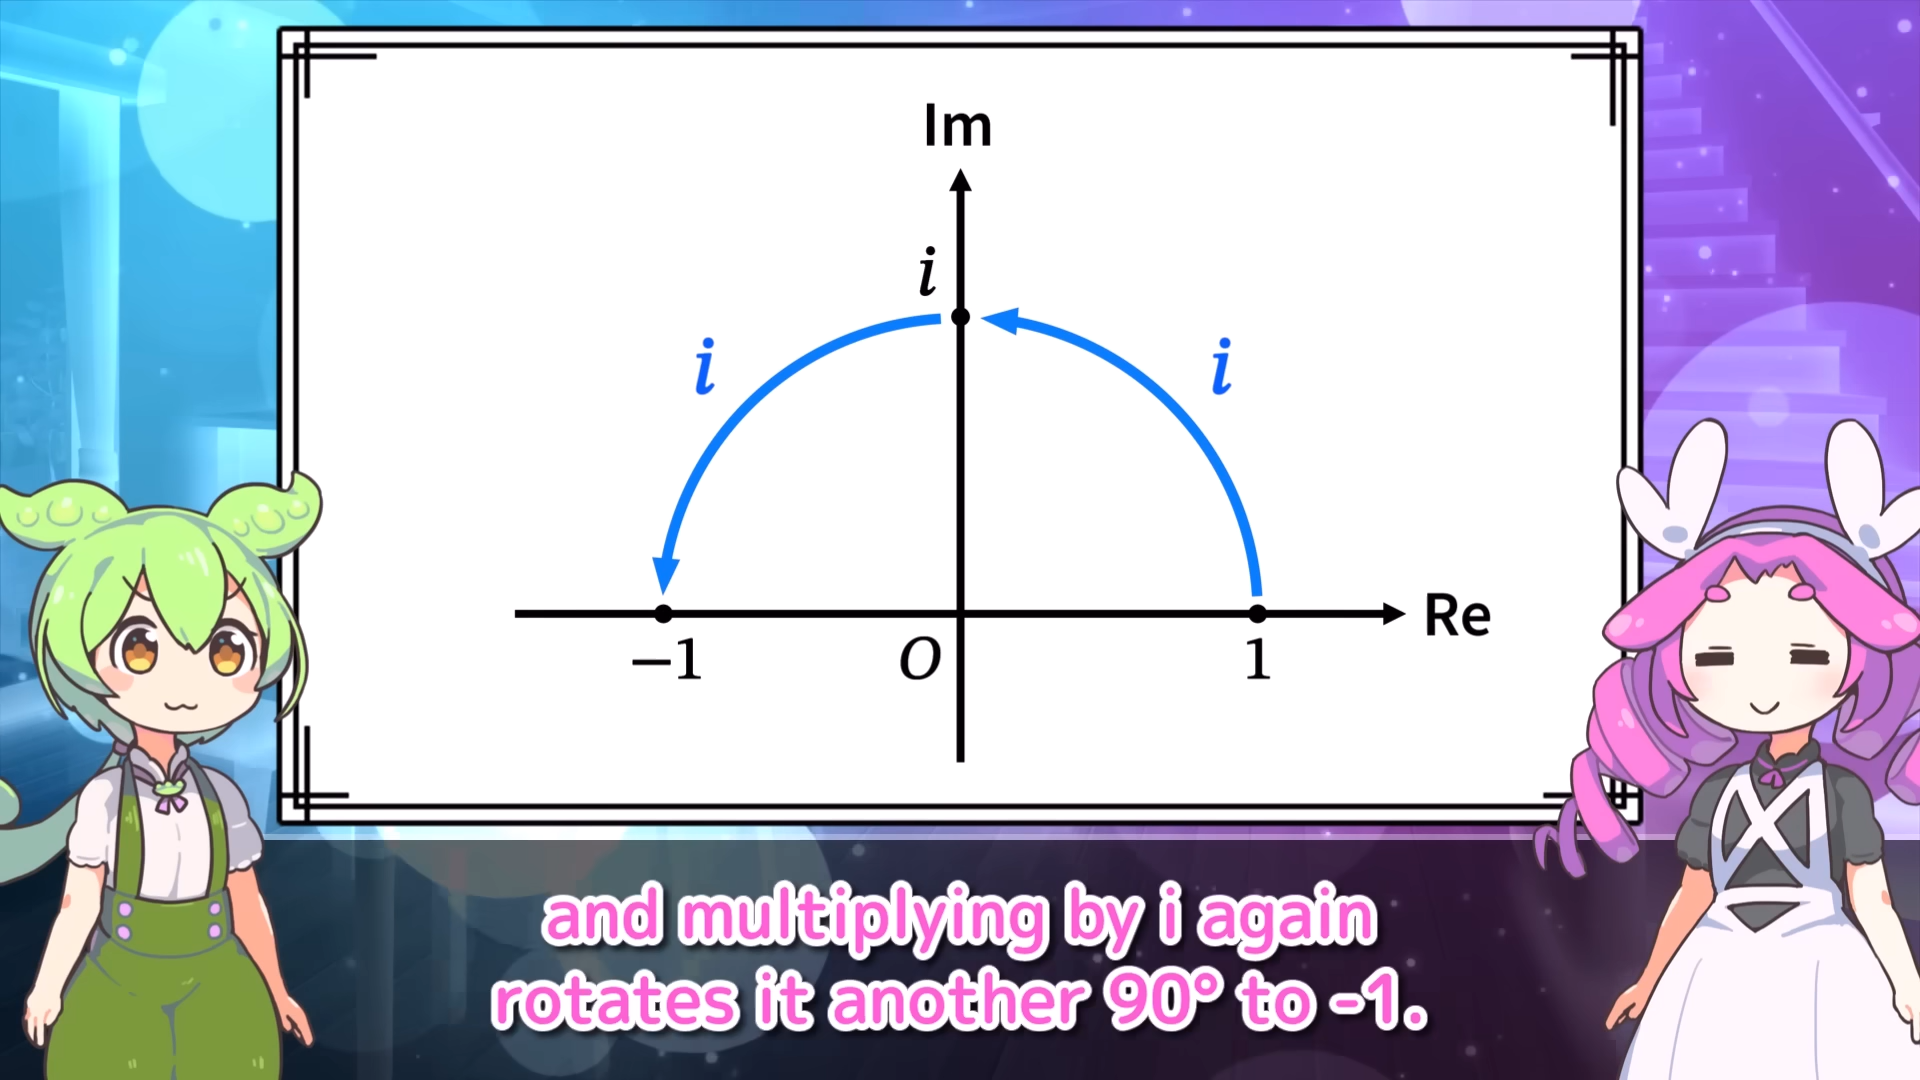 Im
i
i
i
Re
−1
O
1
and multiplying by i again
rotates it another 90° to -1.